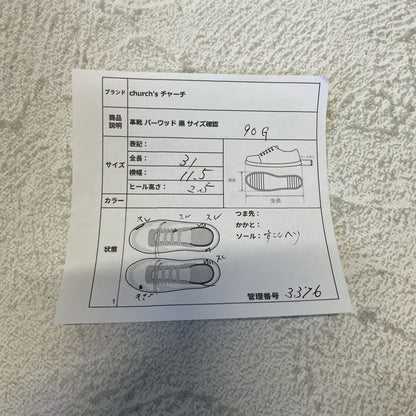 ブランド church's チャーチ
商品説明 革靴 バーウッド 黒 サイズ確認 90G
サイズ 表記：
全長： 31
横幅： 11.5
ヒール高さ： 2.5
横幅
全長
カラー
状態
スレ スレ スレ
スレ
つま先：
かかと：
ソール： すこしヘリ
管理番号 3376